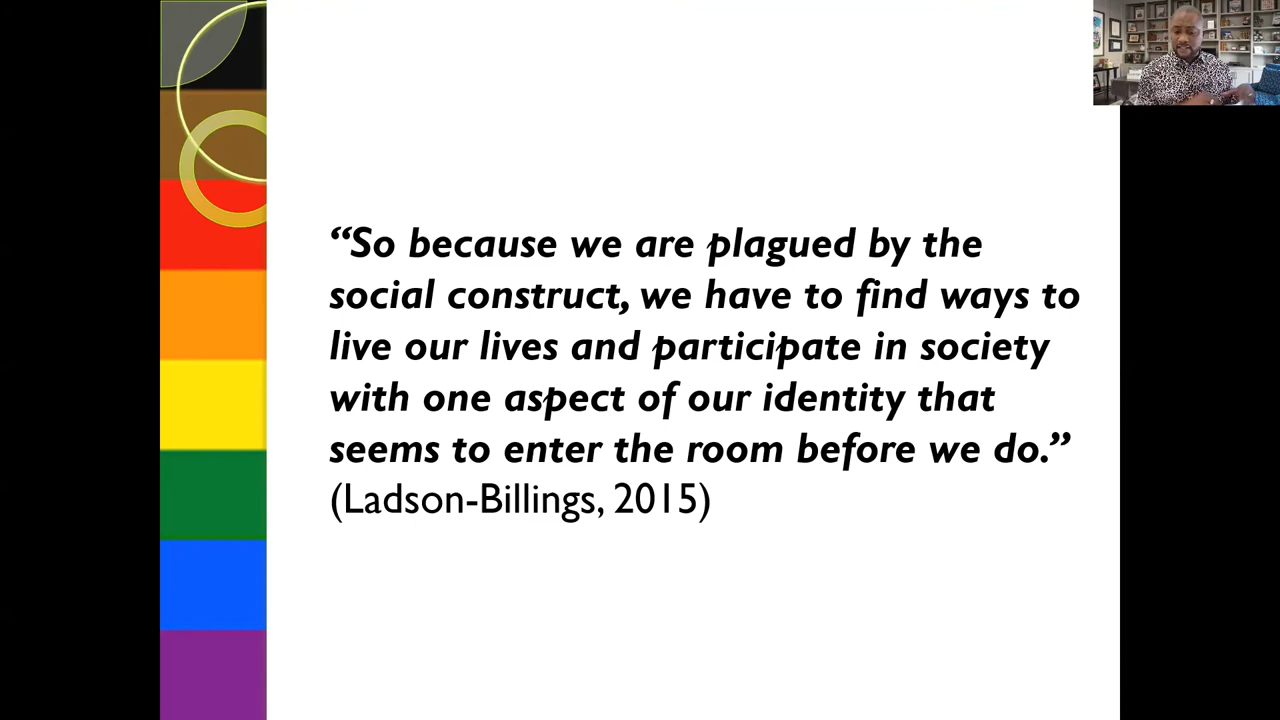 “So because we are plagued by the
social construct, we have to find ways to
live our lives and participate in society
with one aspect of our identity that
seems to enter the room before we do.”
(Ladson-Billings, 2015)